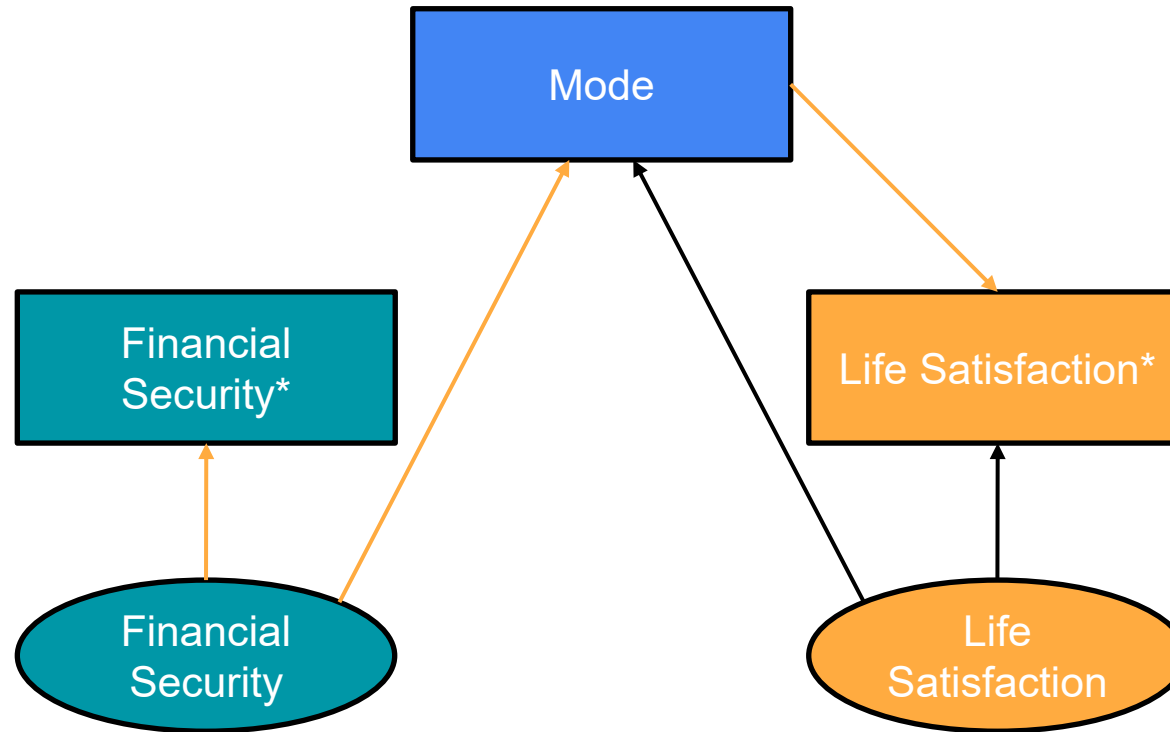 Mode
Financial
Security*
Life Satisfaction*
Financial
Security
Life
Satisfaction